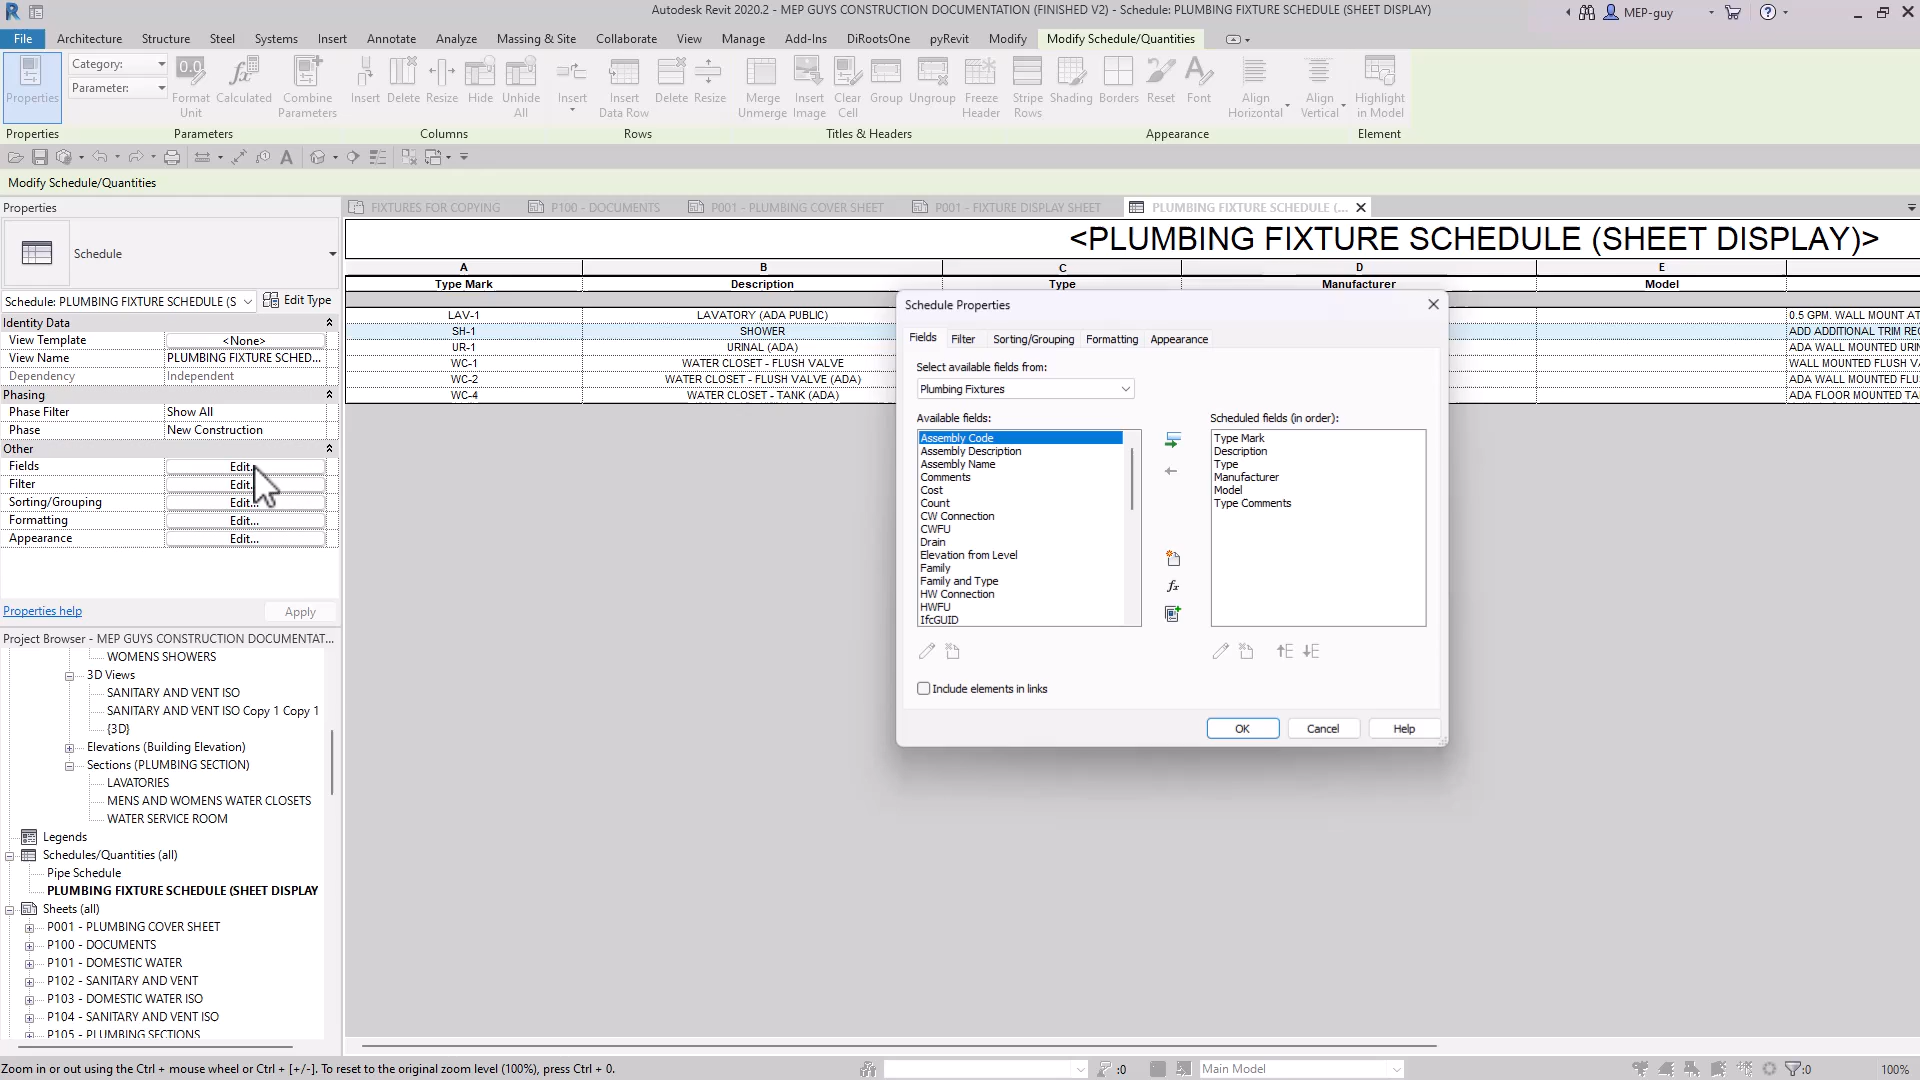 Autodesk Revit 2020.2 - MEP GUYS CONSTRUCTION DOCUMENTATION (FINISHED V2) - Schedule: PLUMBING FIXTURE SCHEDULE (SHEET DISPLAY)
MEP-guy
File Architecture Structure Steel Systems Insert Annotate Analyze Massing & Site Collaborate View Manage Add-Ins DiRootsOne pyRevit Modify Modify Schedule/Quantities
Properties
Category:
Parameter:
Format Unit
Calculated
Combine Parameters
Insert Delete Resize Hide Unhide All
Insert Insert Data Row Delete Resize
Merge Unmerge Insert Image Clear Cell Group Ungroup Freeze Header
Stripe Rows Shading Borders Reset Font Align Horizontal Align Vertical
Highlight in Model
Properties Parameters Columns Rows Titles & Headers Appearance Element
Modify Schedule/Quantities
Properties
FIXTURES FOR COPYING P100 - DOCUMENTS P001 - PLUMBING COVER SHEET P001 - FIXTURE DISPLAY SHEET PLUMBING FIXTURE SCHEDULE (...
Schedule
Schedule: PLUMBING FIXTURE SCHEDULE (S Edit Type
Identity Data
View Template <None>
View Name PLUMBING FIXTURE SCHED...
Dependency Independent
Phasing
Phase Filter Show All
Phase New Construction
Other
Fields Edit...
Filter Edit...
Sorting/Grouping Edit...
Formatting Edit...
Appearance Edit...
Properties help Apply
<PLUMBING FIXTURE SCHEDULE (SHEET DISPLAY)>
A B C D E
Type Mark Description Type Manufacturer Model
LAV-1 LAVATORY (ADA PUBLIC) 0.5 GPM. WALL MOUNT AT
SH-1 SHOWER ADD ADDITIONAL TRIM REC
UR-1 URINAL (ADA) ADA WALL MOUNTED URIN
WC-1 WATER CLOSET - FLUSH VALVE WALL MOUNTED FLUSH VA
WC-2 WATER CLOSET - FLUSH VALVE (ADA) ADA WALL MOUNTED FLUS
WC-4 WATER CLOSET - TANK (ADA) ADA FLOOR MOUNTED TAN
Schedule Properties
Fields Filter Sorting/Grouping Formatting Appearance
Select available fields from:
Plumbing Fixtures
Available fields:
Assembly Code
Assembly Description
Assembly Name
Comments
Cost
Count
CW Connection
CWFU
Drain
Elevation from Level
Family
Family and Type
HW Connection
HWFU
IfcGUID
fx
Scheduled fields (in order):
Type Mark
Description
Type
Manufacturer
Model
Type Comments
Include elements in links
OK Cancel Help
Project Browser - MEP GUYS CONSTRUCTION DOCUMENTAT...
WOMENS SHOWERS
3D Views
SANITARY AND VENT ISO
SANITARY AND VENT ISO Copy 1 Copy 1
{3D}
Elevations (Building Elevation)
Sections (PLUMBING SECTION)
LAVATORIES
MENS AND WOMENS WATER CLOSETS
WATER SERVICE ROOM
Legends
Schedules/Quantities (all)
Pipe Schedule
PLUMBING FIXTURE SCHEDULE (SHEET DISPLAY
Sheets (all)
P001 - PLUMBING COVER SHEET
P100 - DOCUMENTS
P101 - DOMESTIC WATER
P102 - SANITARY AND VENT
P103 - DOMESTIC WATER ISO
P104 - SANITARY AND VENT ISO
P105 - PLUMBING SECTIONS
Zoom in or out using the Ctrl + mouse wheel or Ctrl + [+/-]. To reset to the original zoom level (100%), press Ctrl + 0.
:0 Main Model :0 100%